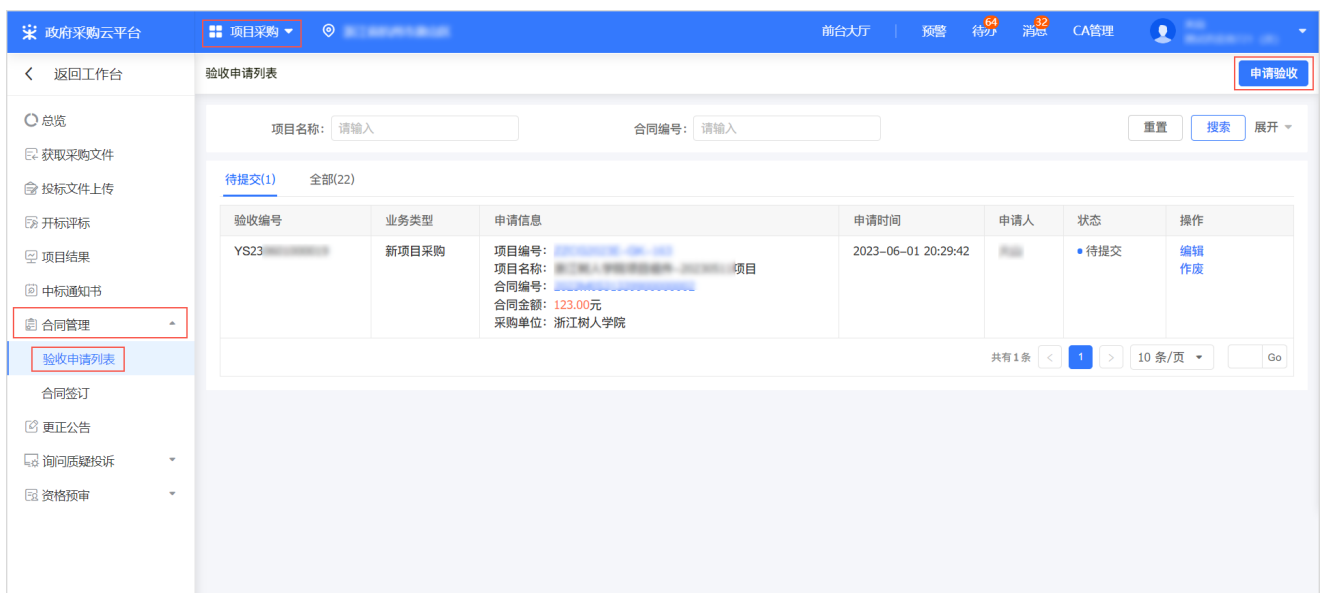 政府采购云平台 项目采购 前台大厅 预警 待办 64 消息 32 CA管理
返回工作台 验收申请列表 申请验收
总览
获取采购文件
投标文件上传
开标评标
项目结果
中标通知书
合同管理
验收申请列表
合同签订
更正公告
询问质疑投诉
资格预审
项目名称: 请输入 合同编号: 请输入 重置 搜索 展开
待提交(1) 全部(22)
验收编号 业务类型 申请信息 申请时间 申请人 状态 操作
YS23 新项目采购 项目编号: 2023-06-01 20:29:42 待提交 编辑
项目名称: 项目 作废
合同编号:
合同金额: 123.00元
采购单位: 浙江树人学院
共有1条 < 1 > 10 条/页 Go